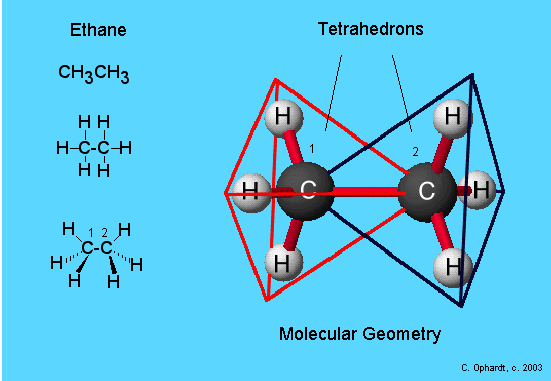 Ethane
Tetrahedrons
CH3CH3
H H
H-C-C-H
H H
H 1 2 H
C-C
H H H H
H H
1 2
H C C H
H H
Molecular Geometry
C. Ophardt, c. 2003